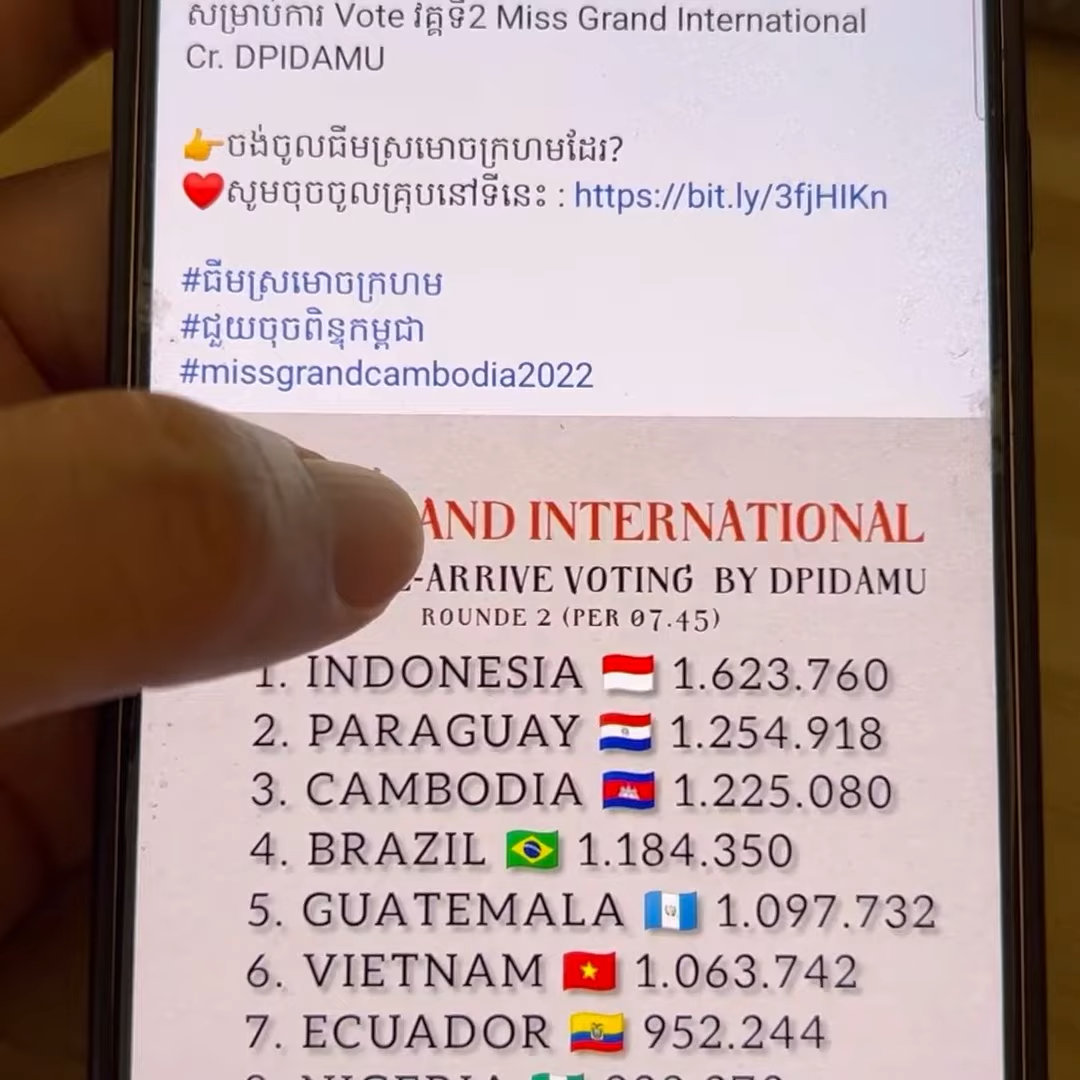 សម្រាប់ការ Vote វគ្គទី2 Miss Grand International
Cr. DPIDAMU
👉ចង់ចូលធីមស្រមោចក្រហមដែរ?
❤️សូមចុចចូលគ្រុបនៅទីនេះ : https://bit.ly/3fjHIKn
#ធីមស្រមោចក្រហម
#ជួយចុចពិន្ទុកម្ពុជា
#missgrandcambodia2022
AND INTERNATIONAL
-ARRIVE VOTING BY DPIDAMU
ROUNDE 2 (PER 07.45)
1. INDONESIA 🇮🇩 1.623.760
2. PARAGUAY 🇵🇾 1.254.918
3. CAMBODIA 🇰🇭 1.225.080
4. BRAZIL 🇧🇷 1.184.350
5. GUATEMALA 🇬🇹 1.097.732
6. VIETNAM 🇻🇳 1.063.742
7. ECUADOR 🇪🇨 952.244